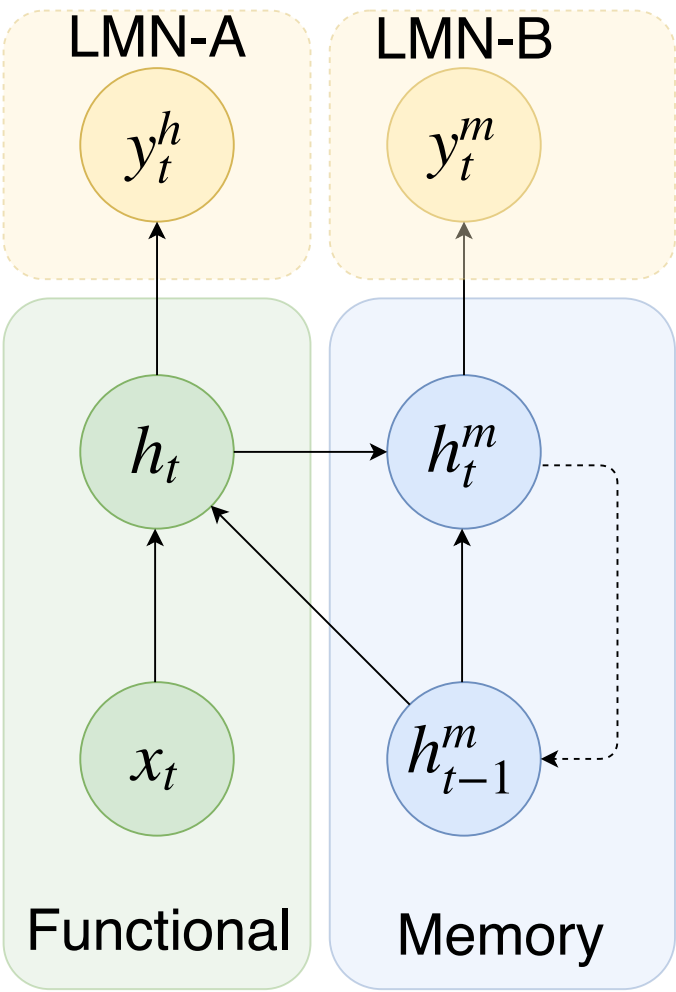 LMN-A
LMN-B
y_t^h
y_t^m
h_t
h_t^m
x_t
h_{t-1}^m
Functional
Memory